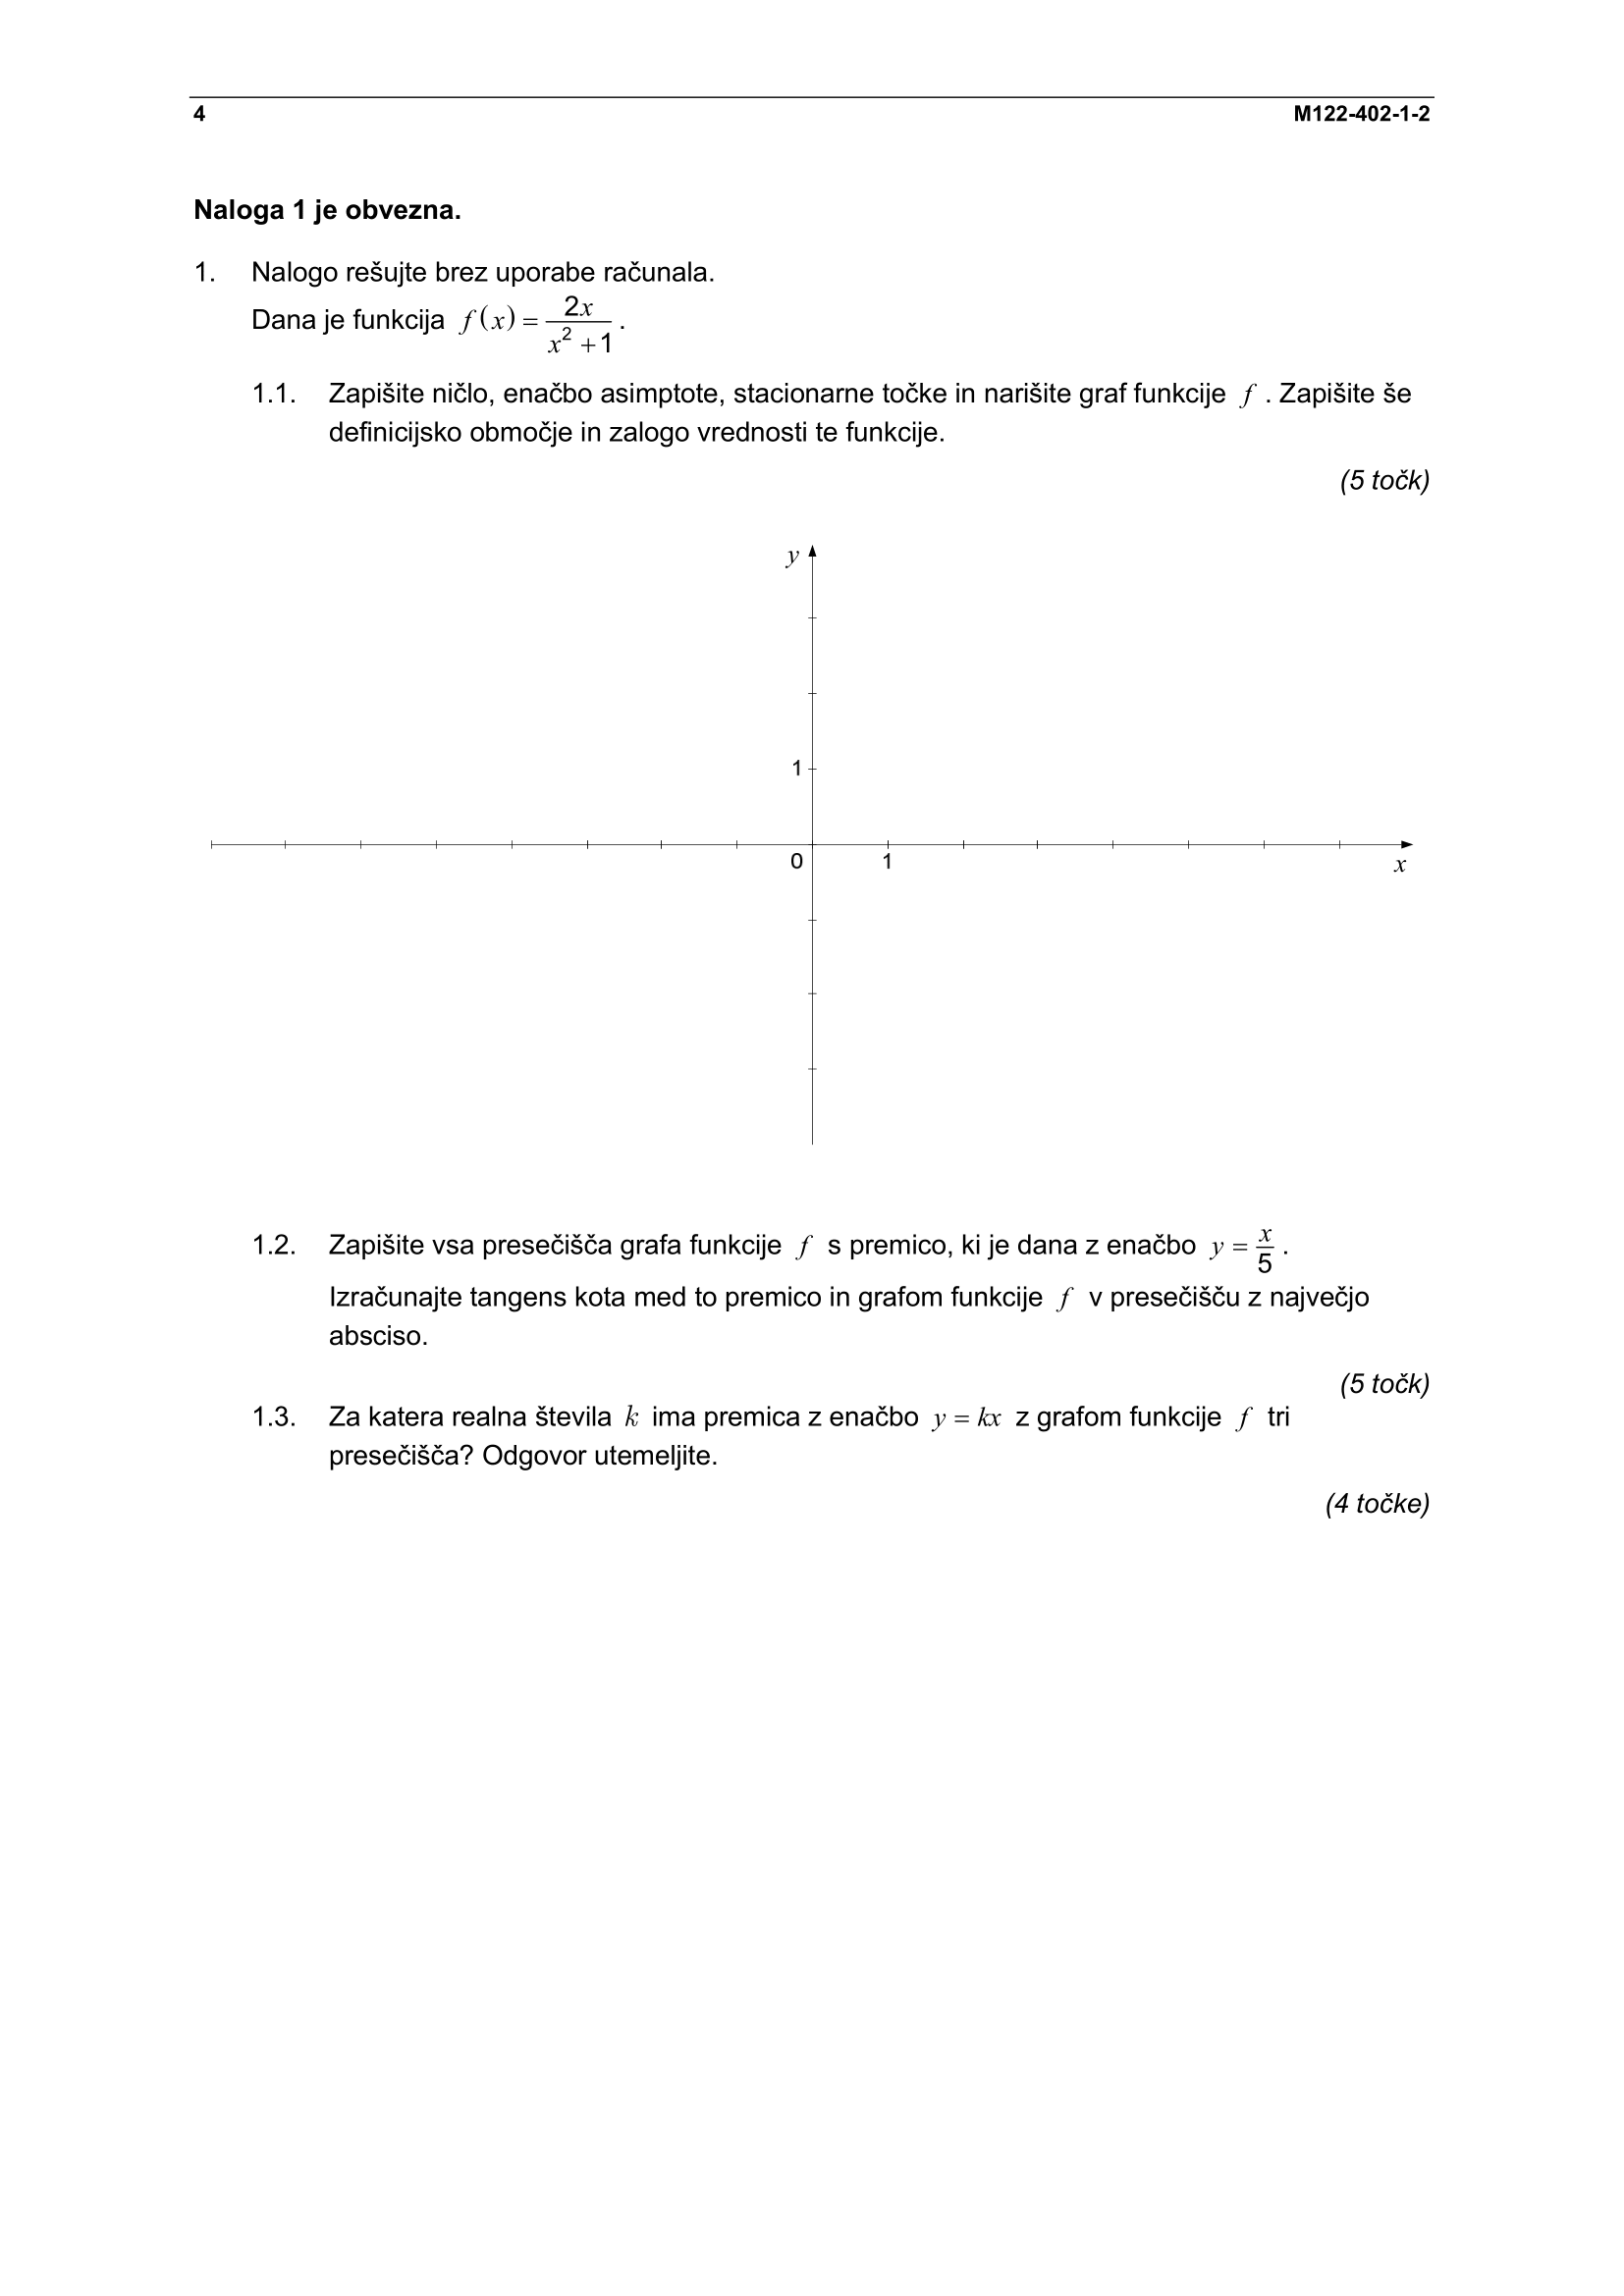 4 M122-402-1-2
Naloga 1 je obvezna.
1. Nalogo rešujte brez uporabe računala.
Dana je funkcija f(x) = 2x / (x² + 1) .
1.1. Zapišite ničlo, enačbo asimptote, stacionarne točke in narišite graf funkcije f . Zapišite še
definicijsko območje in zalogo vrednosti te funkcije.
(5 točk)
y
1
0 1
x
1.2. Zapišite vsa presečišča grafa funkcije f s premico, ki je dana z enačbo y = x/5 .
Izračunajte tangens kota med to premico in grafom funkcije f v presečišču z največjo
absciso.
(5 točk)
1.3. Za katera realna števila k ima premica z enačbo y = kx z grafom funkcije f tri
presečišča? Odgovor utemeljite.
(4 točke)